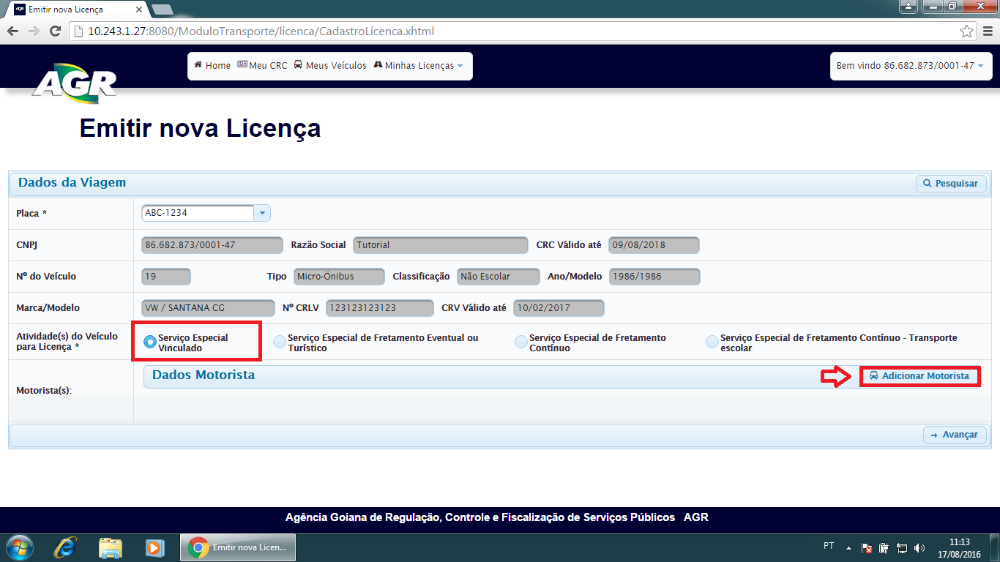 Emitir nova Licença
10.243.1.27:8080/ModuloTransporte/licenca/CadastroLicenca.xhtml
AGR
Home Meu CRC Meus Veículos Minhas Licenças
Bem vindo 86.682.873/0001-47
Emitir nova Licença
Dados da Viagem
Pesquisar
Placa *
ABC-1234
CNPJ
86.682.873/0001-47
Razão Social
Tutorial
CRC Válido até
09/08/2018
Nº do Veículo
19
Tipo
Micro-Ônibus
Classificação
Não Escolar
Ano/Modelo
1986/1986
Marca/Modelo
VW / SANTANA CG
Nº CRLV
123123123123
CRV Válido até
10/02/2017
Atividade(s) do Veículo
para Licença *
Serviço Especial
Vinculado
Serviço Especial de Fretamento Eventual ou
Turístico
Serviço Especial de Fretamento
Contínuo
Serviço Especial de Fretamento Contínuo - Transporte
escolar
Motorista(s):
Dados Motorista
Adicionar Motorista
Avançar
Agência Goiana de Regulação, Controle e Fiscalização de Serviços Públicos AGR
Emitir nova Licen...
PT
11:13
17/08/2016